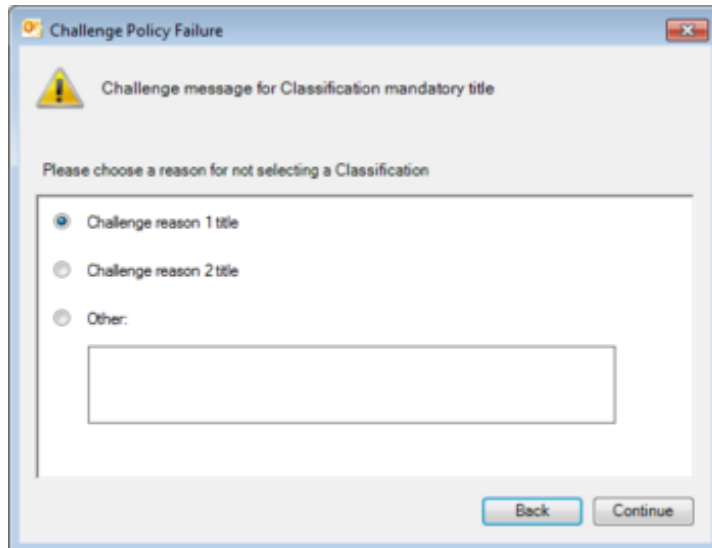 Challenge Policy Failure
Challenge message for Classification mandatory title
Please choose a reason for not selecting a Classification
Challenge reason 1 title
Challenge reason 2 title
Other:
Back Continue